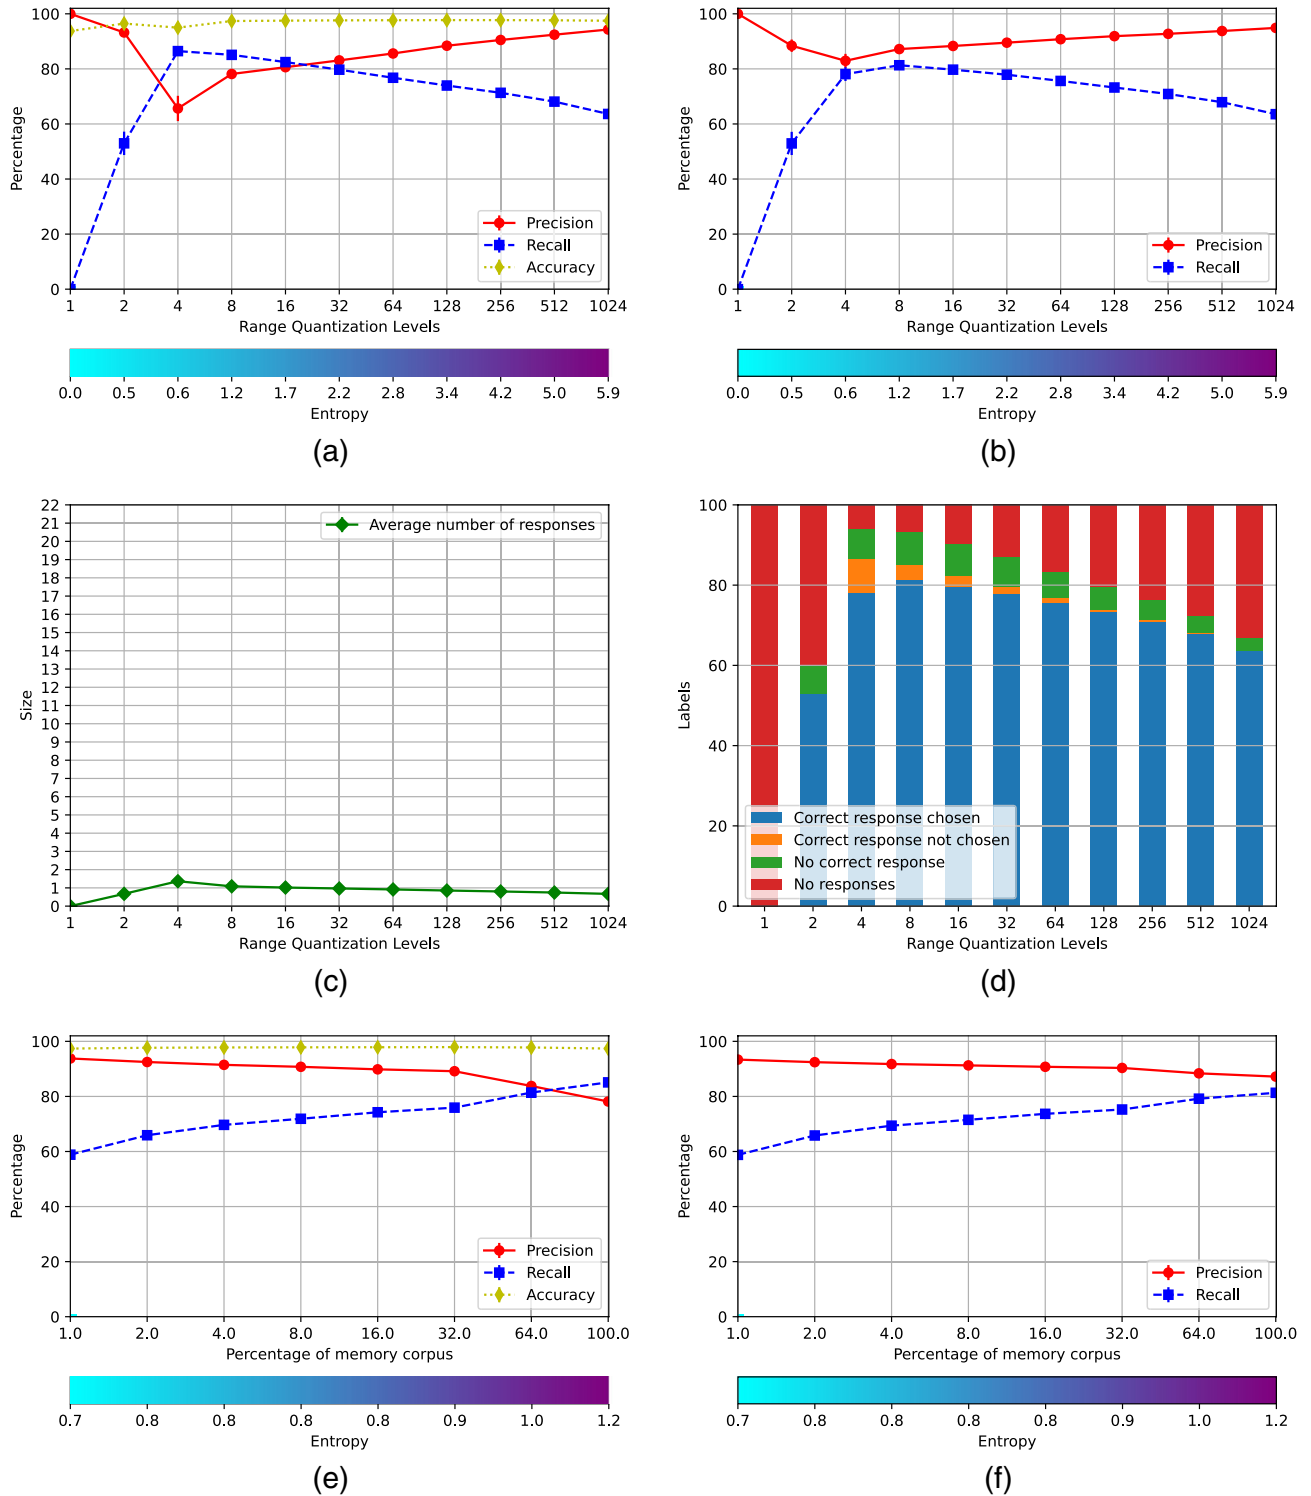 100
80
60
40
20
0
Percentage
Precision
Recall
Accuracy
1 2 4 8 16 32 64 128 256 512 1024
Range Quantization Levels
0.0 0.5 0.6 1.2 1.7 2.2 2.8 3.4 4.2 5.0 5.9
Entropy
(a)
100
80
60
40
20
0
Percentage
Precision
Recall
1 2 4 8 16 32 64 128 256 512 1024
Range Quantization Levels
0.0 0.5 0.6 1.2 1.7 2.2 2.8 3.4 4.2 5.0 5.9
Entropy
(b)
22
21
20
19
18
17
16
15
14
13
12
11
10
9
8
7
6
5
4
3
2
1
0
Size
Average number of responses
1 2 4 8 16 32 64 128 256 512 1024
Range Quantization Levels
(c)
100
80
60
40
20
0
Labels
Correct response chosen
Correct response not chosen
No correct response
No responses
1 2 4 8 16 32 64 128 256 512 1024
Range Quantization Levels
(d)
100
80
60
40
20
0
Percentage
Precision
Recall
Accuracy
1.0 2.0 4.0 8.0 16.0 32.0 64.0 100.0
Percentage of memory corpus
0.7 0.8 0.8 0.8 0.8 0.9 1.0 1.2
Entropy
(e)
100
80
60
40
20
0
Percentage
Precision
Recall
1.0 2.0 4.0 8.0 16.0 32.0 64.0 100.0
Percentage of memory corpus
0.7 0.8 0.8 0.8 0.8 0.9 1.0 1.2
Entropy
(f)